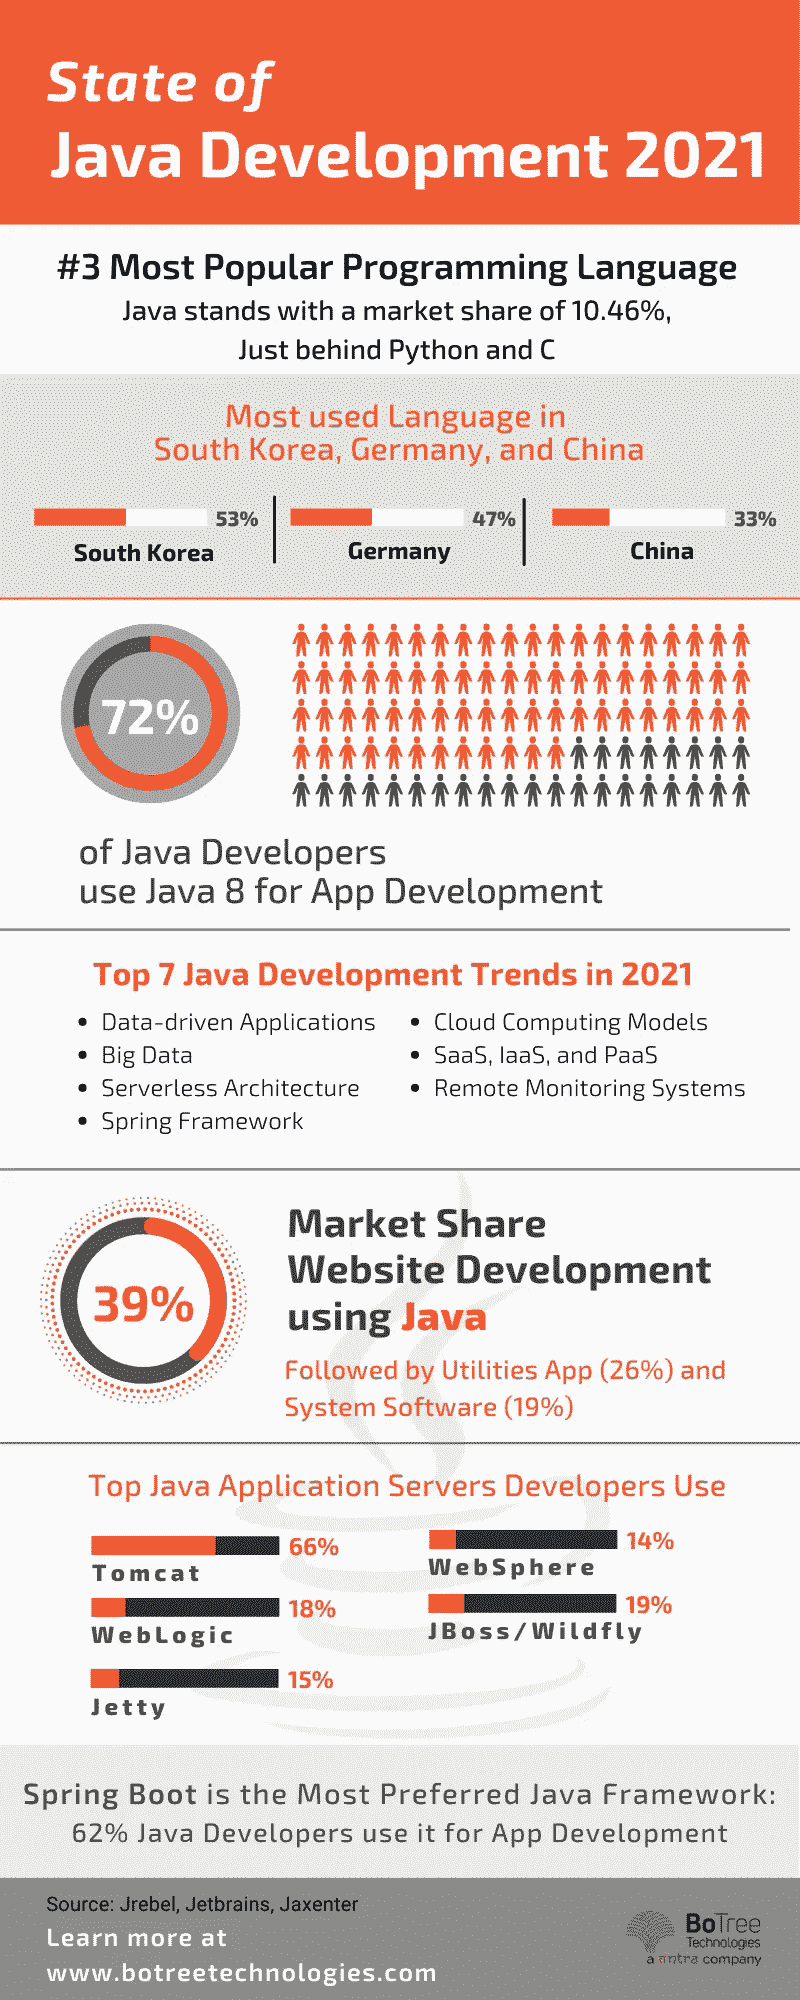 State of
Java Development 2021
#3 Most Popular Programming Language
Java stands with a market share of 10.46%,
Just behind Python and C
Most used Language in
South Korea, Germany, and China
53%
South Korea
47%
Germany
33%
China
72%
of Java Developers
use Java 8 for App Development
Top 7 Java Development Trends in 2021
• Data-driven Applications
• Big Data
• Serverless Architecture
• Spring Framework
• Cloud Computing Models
• SaaS, IaaS, and PaaS
• Remote Monitoring Systems
39%
Market Share
Website Development
using Java
Followed by Utilities App (26%) and
System Software (19%)
Top Java Application Servers Developers Use
66%
Tomcat
14%
WebSphere
18%
WebLogic
19%
JBoss/Wildfly
15%
Jetty
Spring Boot is the Most Preferred Java Framework:
62% Java Developers use it for App Development
Source: Jrebel, Jetbrains, Jaxenter
Learn more at
www.botreetechnologies.com
BoTree
Technologies
a antra company